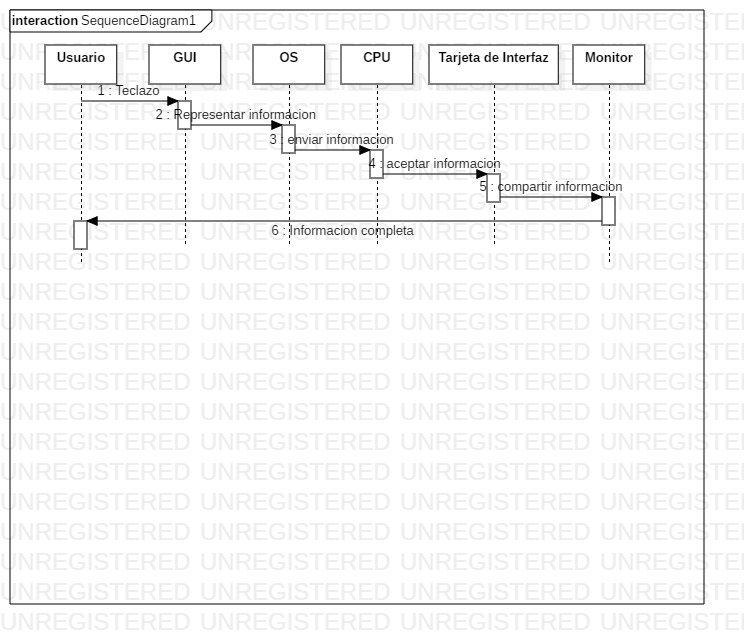 interaction SequenceDiagram1
Usuario GUI OS CPU Tarjeta de Interfaz Monitor
1 : Teclazo
2 : Representar informacion
3 : enviar informacion
4 : aceptar informacion
5 : compartir informacion
6 : Informacion completa
UNREGISTERED UNREGISTERED UNREGISTERED UNREGISTERED